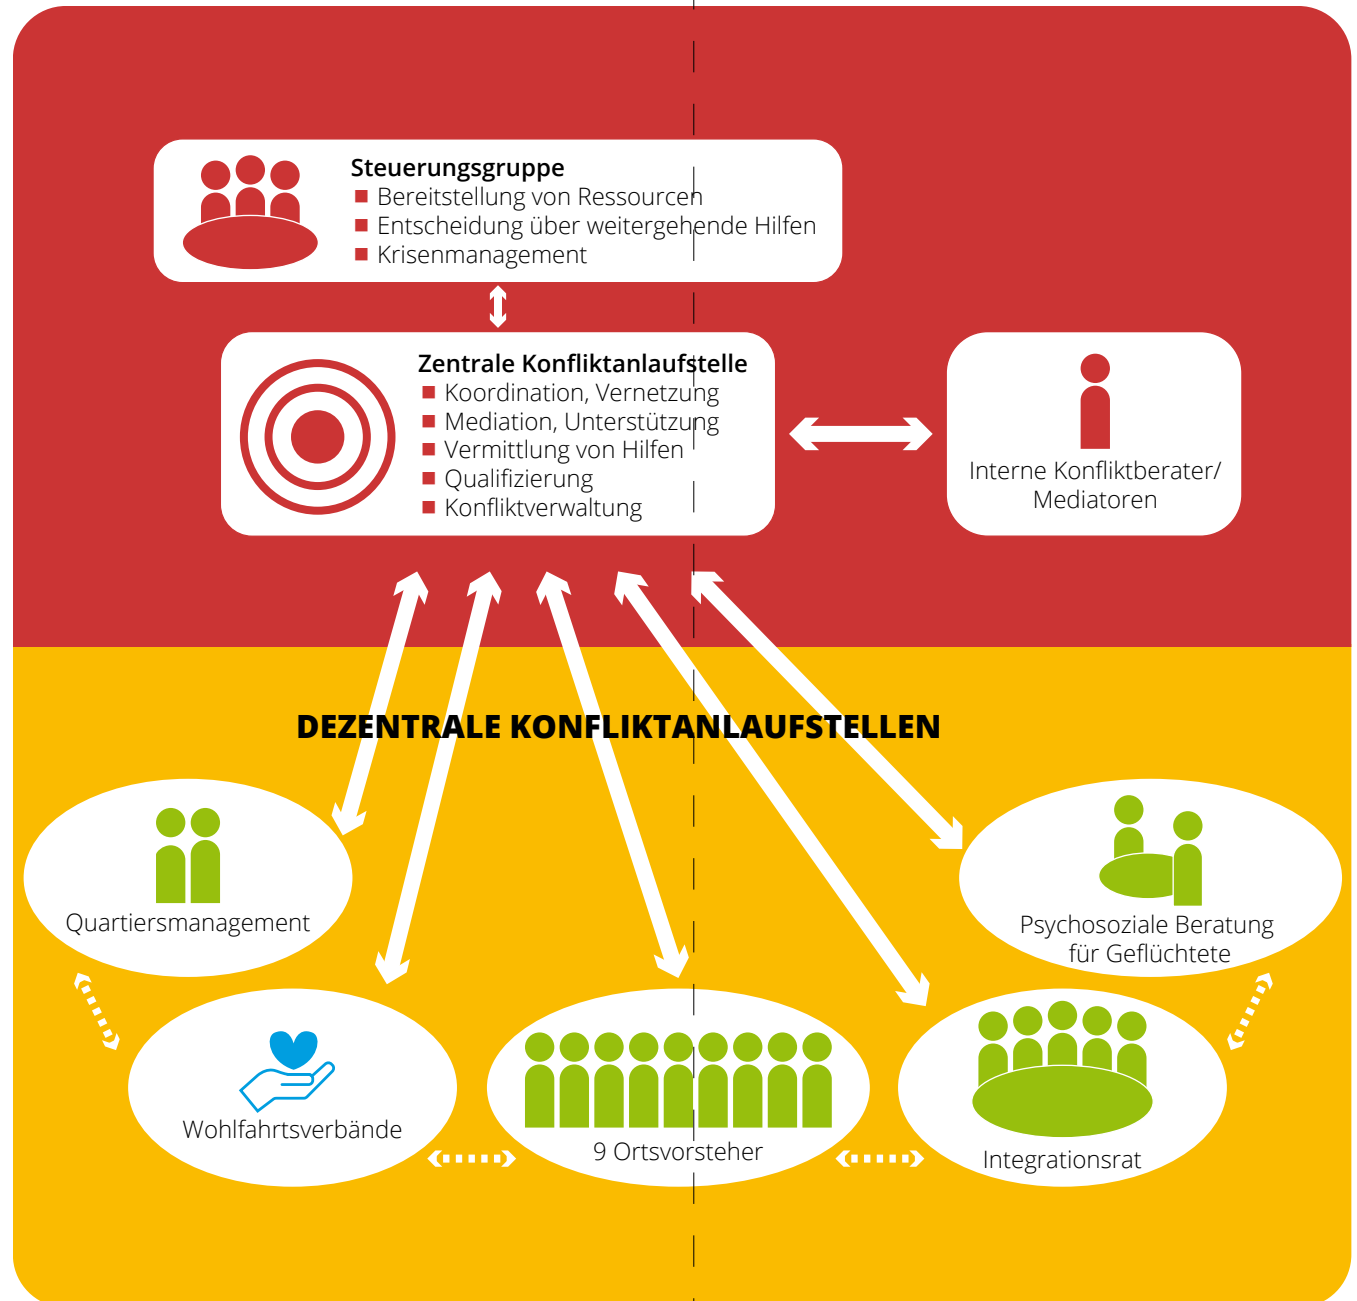 Steuerungsgruppe
Bereitstellung von Ressourcen
Entscheidung über weitergehende Hilfen
Krisenmanagement
Zentrale Konfliktanlaufstelle
Koordination, Vernetzung
Mediation, Unterstützung
Vermittlung von Hilfen
Qualifizierung
Konfliktverwaltung
Interne Konfliktberater/
Mediatoren
DEZENTRALE KONFLIKTANLAUFSTELLEN
Quartiersmanagement
Psychosoziale Beratung
für Geflüchtete
Wohlfahrtsverbände
9 Ortsvorsteher
Integrationsrat